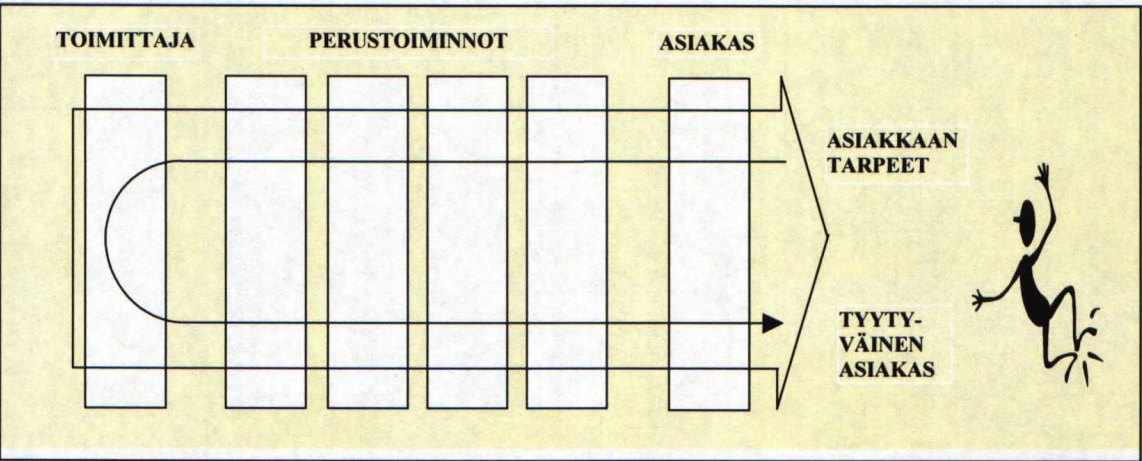 TOIMITTAJA
PERUSTOIMINNOT
ASIAKAS
ASIAKKAAN
TARPEET
TYYTY-
VÄINEN
ASIAKAS